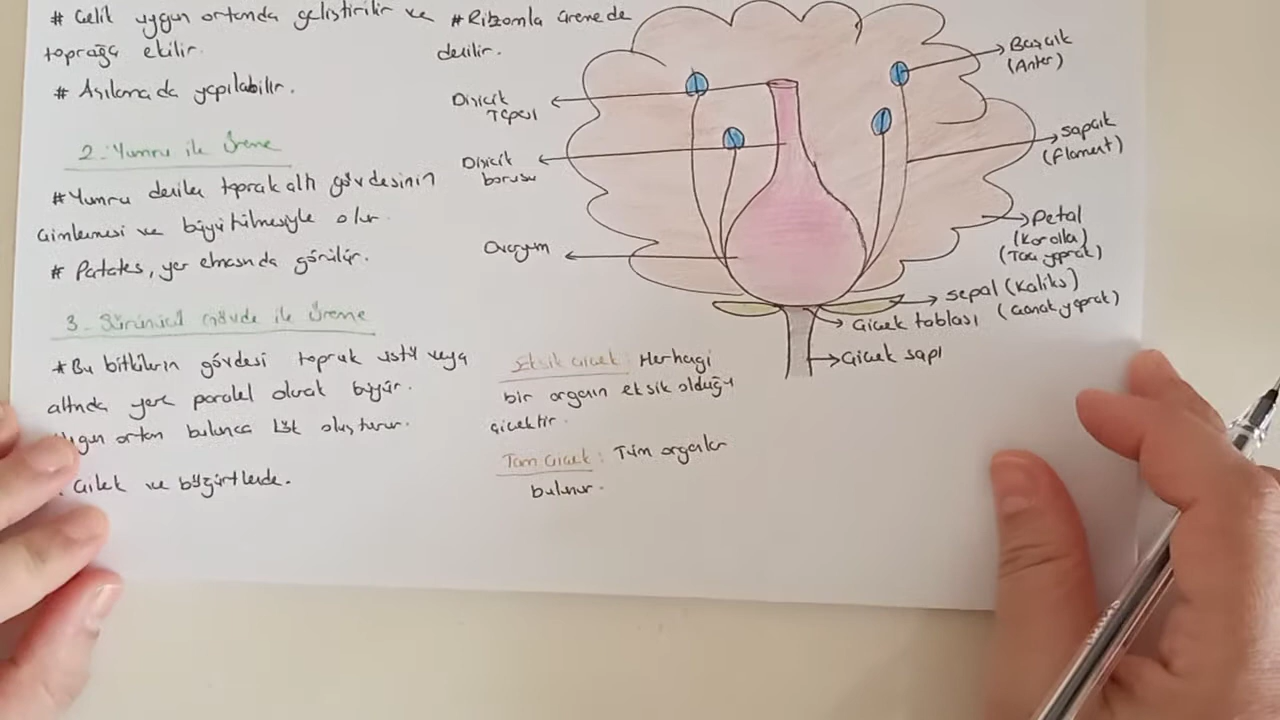 # Çelik uygun ortamda geliştirilir ve
toprağa ekilir.
# Aşılama da yapılabilir.
2. Yumru ile Üreme
# Yumru denilen toprak altı gövdesinin
çimlenmesi ve büyütülmesiyle olur.
# Patates, yer elmasında görülür.
3. Sürünücü Gövde ile Üreme
* Bu bitkilerin gövdesi toprak üstü veya
altında yere paralel olarak büyür.
Uygun ortam bulunca kök oluşturur.
Çilek ve böğürtlende.
# Rizomla üreme de
denilir.
Dişicik
Tepesi
Dişicik
borusu
Ovaryum
Başçık
(Anter)
Sapçık
(filament)
Petal
(Korolla)
(Taç yaprak)
Sepal (Kaliks)
(Çanak yaprak)
Çiçek tablası
Çiçek sapı
Eksik Çiçek: Herhangi
bir organın eksik olduğu
çiçektir.
Tam Çiçek: Tüm organlar
bulunur.